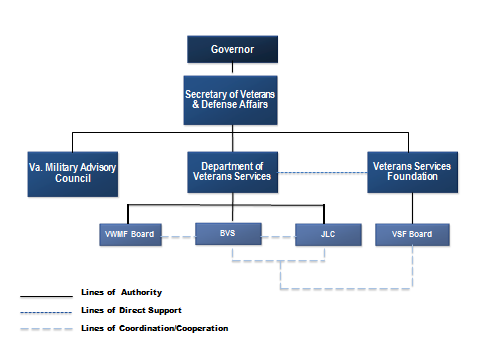 Governor
Secretary of Veterans
& Defense Affairs
Va. Military Advisory
Council
Department of
Veterans Services
Veterans Services
Foundation
VWMF Board
BVS
JLC
VSF Board
Lines of Authority
Lines of Direct Support
Lines of Coordination/Cooperation